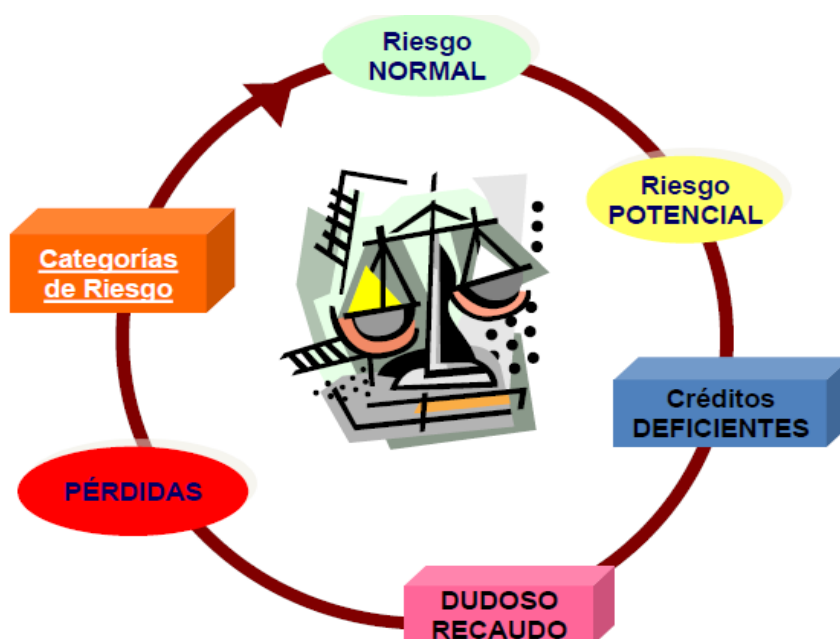 Riesgo
NORMAL
Riesgo
POTENCIAL
Categorías
de Riesgo
Créditos
DEFICIENTES
PÉRDIDAS
DUDOSO
RECAUDO